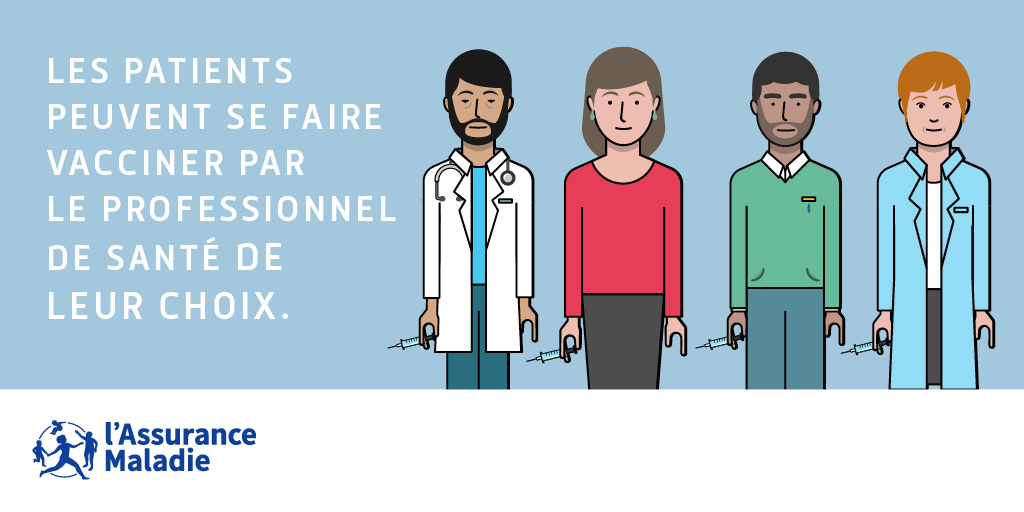 LES PATIENTS
PEUVENT SE FAIRE
VACCINER PAR
LE PROFESSIONNEL
DE SANTÉ DE
LEUR CHOIX.
l'Assurance
Maladie